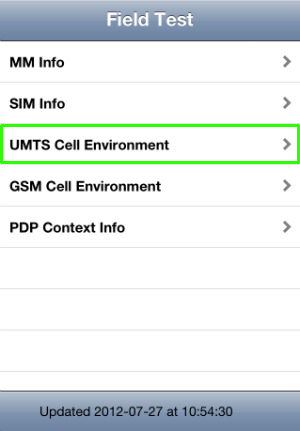 Field Test
MM Info
SIM Info
UMTS Cell Environment
GSM Cell Environment
PDP Context Info
Updated 2012-07-27 at 10:54:30